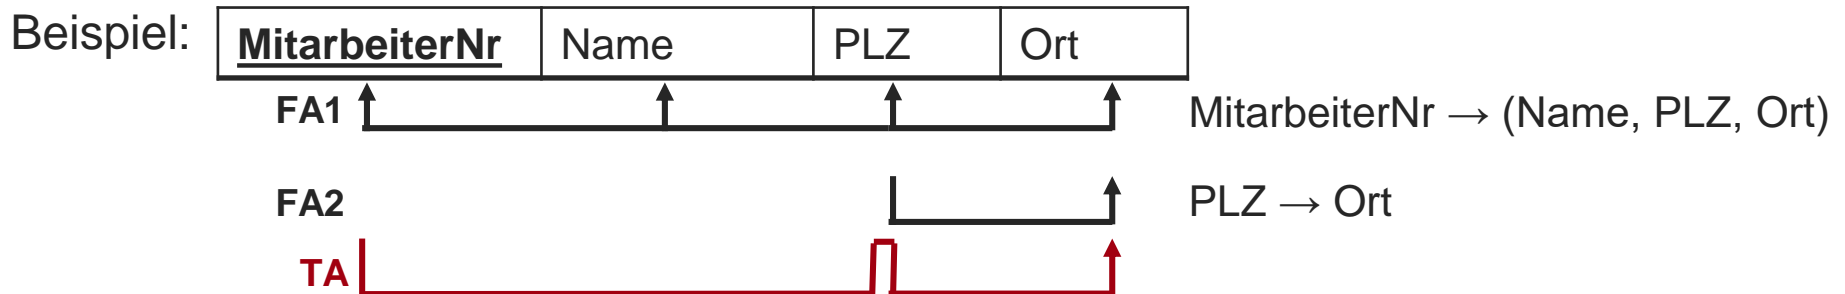 Beispiel: MitarbeiterNr Name PLZ Ort
FA1 MitarbeiterNr → (Name, PLZ, Ort)
FA2 PLZ → Ort
TA